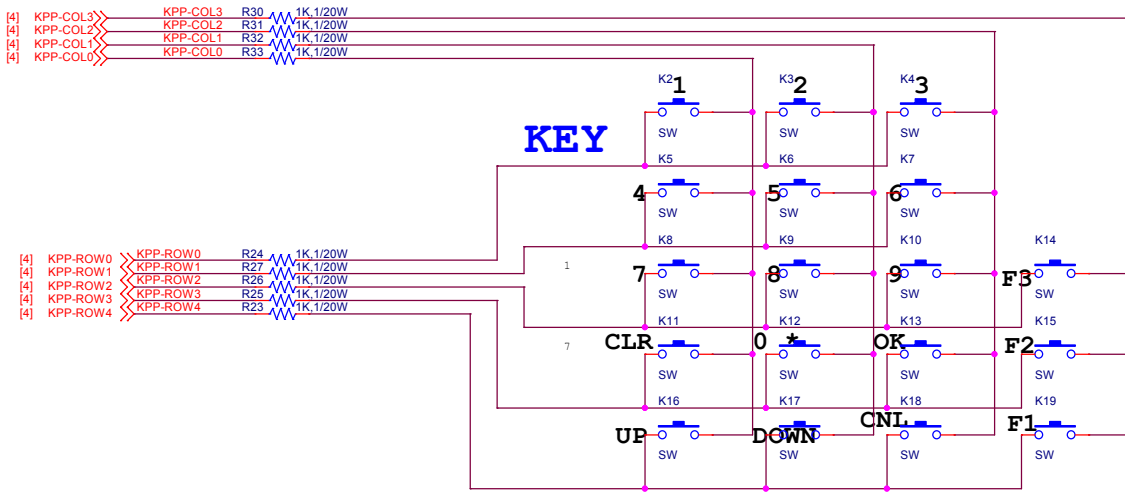 [4] KPP-COL3 KPP-COL3 R30 1K,1/20W
[4] KPP-COL2 KPP-COL2 R31 1K,1/20W
[4] KPP-COL1 KPP-COL1 R32 1K,1/20W
[4] KPP-COL0 KPP-COL0 R33 1K,1/20W
K2 1 K3 2 K4 3
SW SW SW
KEY
K5 K6 K7
4 5 6
SW SW SW
K8 K9 K10 K14
[4] KPP-ROW0 KPP-ROW0 R24 1K,1/20W
[4] KPP-ROW1 KPP-ROW1 R27 1K,1/20W
[4] KPP-ROW2 KPP-ROW2 R26 1K,1/20W
[4] KPP-ROW3 KPP-ROW3 R25 1K,1/20W
[4] KPP-ROW4 KPP-ROW4 R23 1K,1/20W
1
7 8 9 F3
SW SW SW SW
K11 K12 K13 K15
7
CLR 0 * OK F2
SW SW SW SW
K16 K17 K18 K19
UP DOWN CNL F1
SW SW SW SW